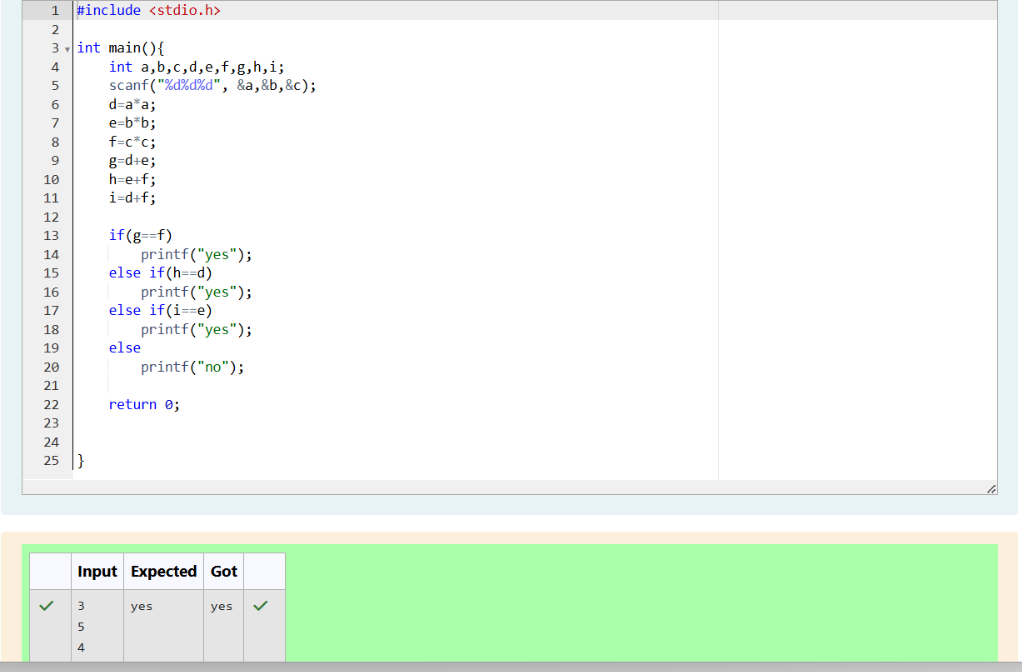 1 #include <stdio.h>
2
3 int main(){
4 int a,b,c,d,e,f,g,h,i;
5 scanf("%d%d%d", &a,&b,&c);
6 d=a*a;
7 e=b*b;
8 f=c*c;
9 g=d+e;
10 h=e+f;
11 i=d+f;
12
13 if(g==f)
14 printf("yes");
15 else if(h==d)
16 printf("yes");
17 else if(i==e)
18 printf("yes");
19 else
20 printf("no");
21
22 return 0;
23
24
25 }
Input Expected Got
3 yes yes
5
4